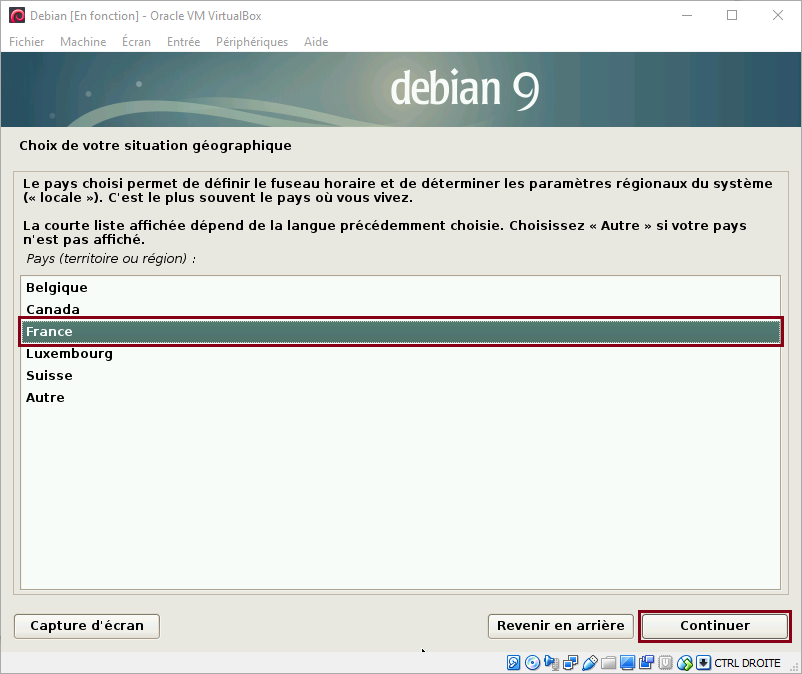 Debian [En fonction] - Oracle VM VirtualBox
Fichier Machine Écran Entrée Périphériques Aide
debian 9
Choix de votre situation géographique
Le pays choisi permet de définir le fuseau horaire et de déterminer les paramètres régionaux du système
(« locale »). C'est le plus souvent le pays où vous vivez.
La courte liste affichée dépend de la langue précédemment choisie. Choisissez « Autre » si votre pays
n'est pas affiché.
Pays (territoire ou région) :
Belgique
Canada
France
Luxembourg
Suisse
Autre
Capture d'écran Revenir en arrière Continuer
CTRL DROITE